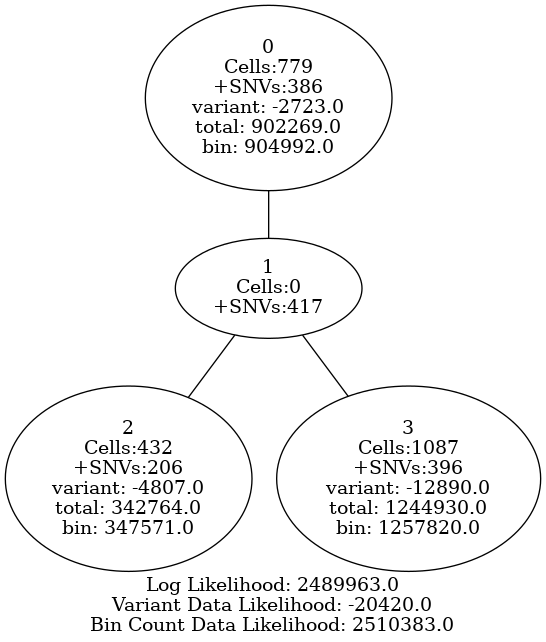 0
Cells:779
+SNVs:386
variant: -2723.0
total: 902269.0
bin: 904992.0
1
Cells:0
+SNVs:417
2
Cells:432
+SNVs:206
variant: -4807.0
total: 342764.0
bin: 347571.0
3
Cells:1087
+SNVs:396
variant: -12890.0
total: 1244930.0
bin: 1257820.0
Log Likelihood: 2489963.0
Variant Data Likelihood: -20420.0
Bin Count Data Likelihood: 2510383.0